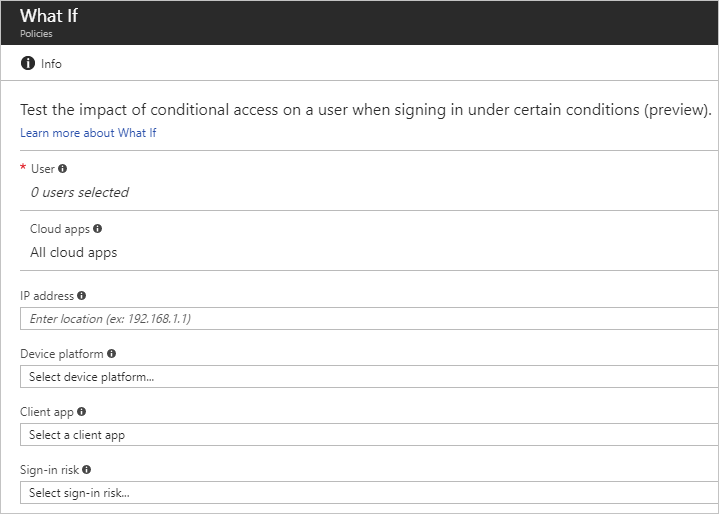 What If
Policies
Info
Test the impact of conditional access on a user when signing in under certain conditions (preview).
Learn more about What If
* User
0 users selected
Cloud apps
All cloud apps
IP address
Enter location (ex: 192.168.1.1)
Device platform
Select device platform...
Client app
Select a client app
Sign-in risk
Select sign-in risk...